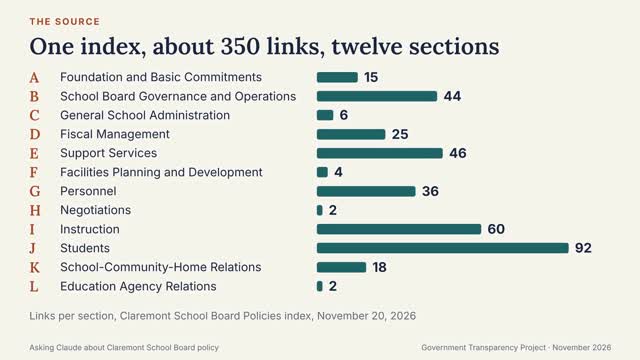 THE SOURCE
One index, about 350 links, twelve sections
A Foundation and Basic Commitments 15
B School Board Governance and Operations 44
C General School Administration 6
D Fiscal Management 25
E Support Services 46
F Facilities Planning and Development 4
G Personnel 36
H Negotiations 2
I Instruction 60
J Students 92
K School-Community-Home Relations 18
L Education Agency Relations 2
Links per section, Claremont School Board Policies index, November 20, 2026
Asking Claude about Claremont School Board policy
Government Transparency Project · November 2026